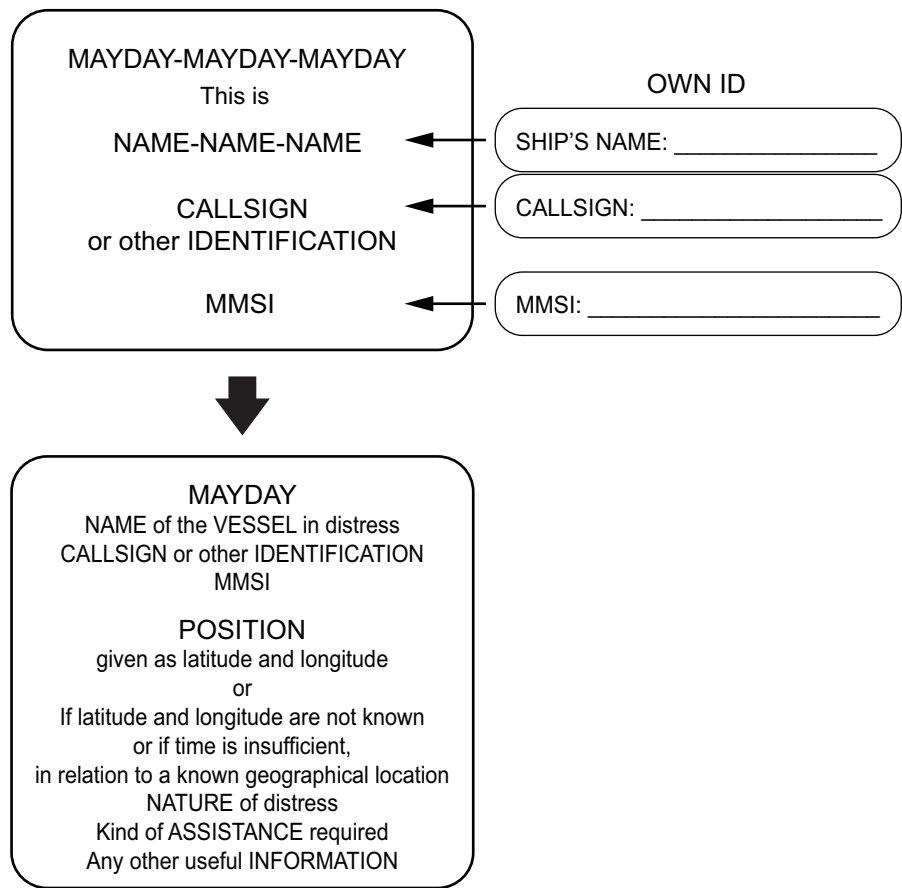 MAYDAY-MAYDAY-MAYDAY
This is
NAME-NAME-NAME
CALLSIGN
or other IDENTIFICATION
MMSI
OWN ID
SHIP'S NAME: _________________
CALLSIGN: ____________________
MMSI: ________________________
MAYDAY
NAME of the VESSEL in distress
CALLSIGN or other IDENTIFICATION
MMSI
POSITION
given as latitude and longitude
or
If latitude and longitude are not known
or if time is insufficient,
in relation to a known geographical location
NATURE of distress
Kind of ASSISTANCE required
Any other useful INFORMATION